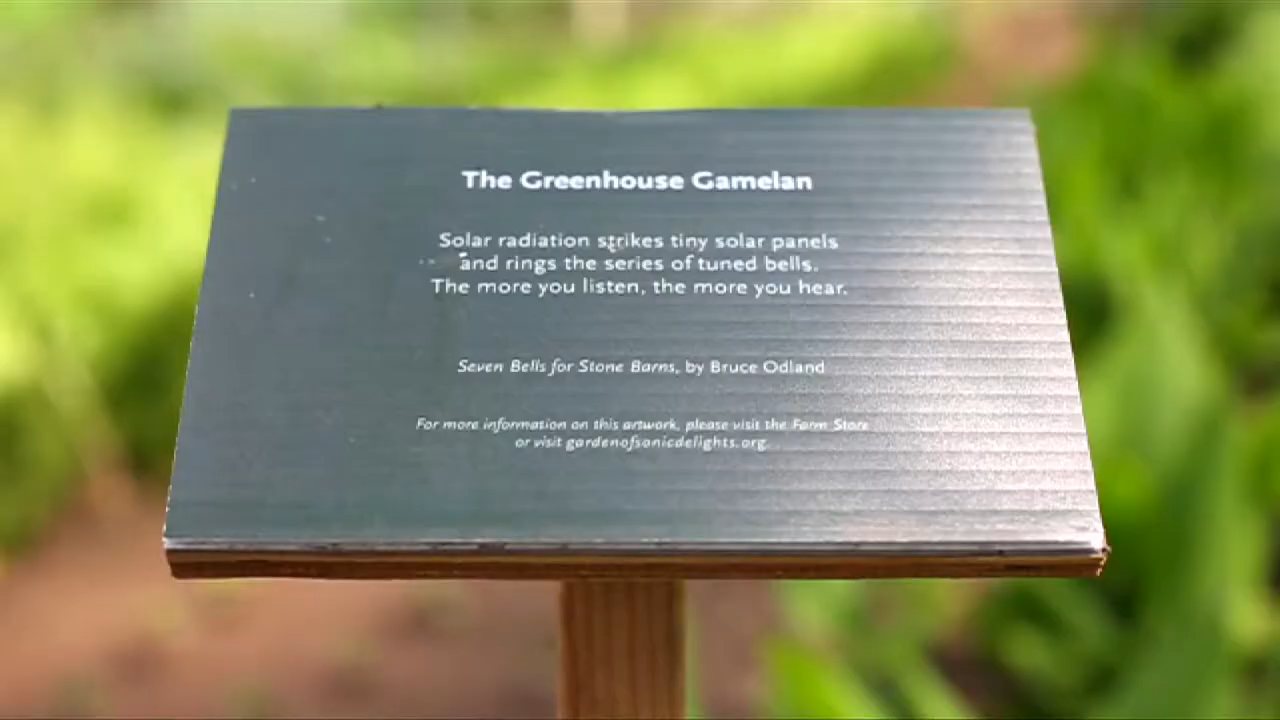 The Greenhouse Gamelan
Solar radiation strikes tiny solar panels
and rings the series of tuned bells.
The more you listen, the more you hear.
Seven Bells for Stone Barns, by Bruce Odland
For more information on this artwork, please visit the Farm Store
or visit gardenofsonicdelights.org.